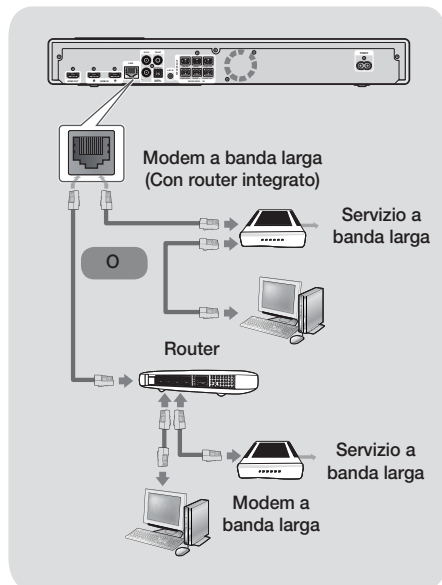 Modem a banda larga
(Con router integrato)
Servizio a
banda larga
O
Router
Servizio a
banda larga
Modem a
banda larga